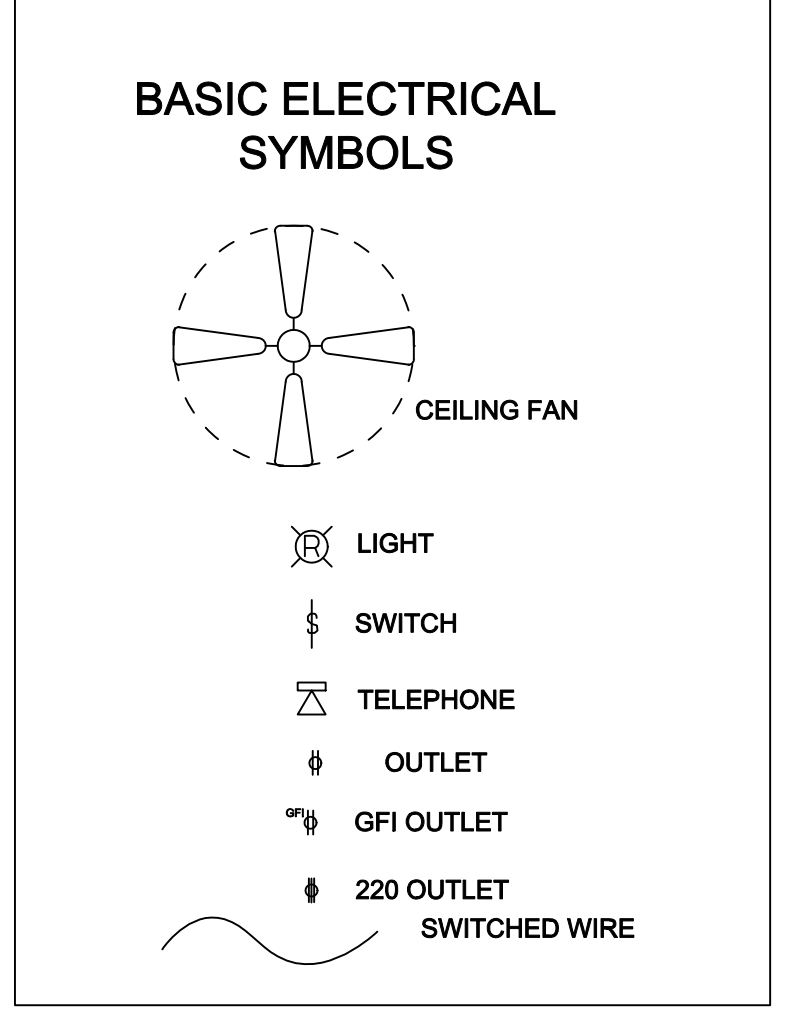 BASIC ELECTRICAL
SYMBOLS
CEILING FAN
R LIGHT
S SWITCH
TELEPHONE
OUTLET
GFI GFI OUTLET
220 OUTLET
SWITCHED WIRE